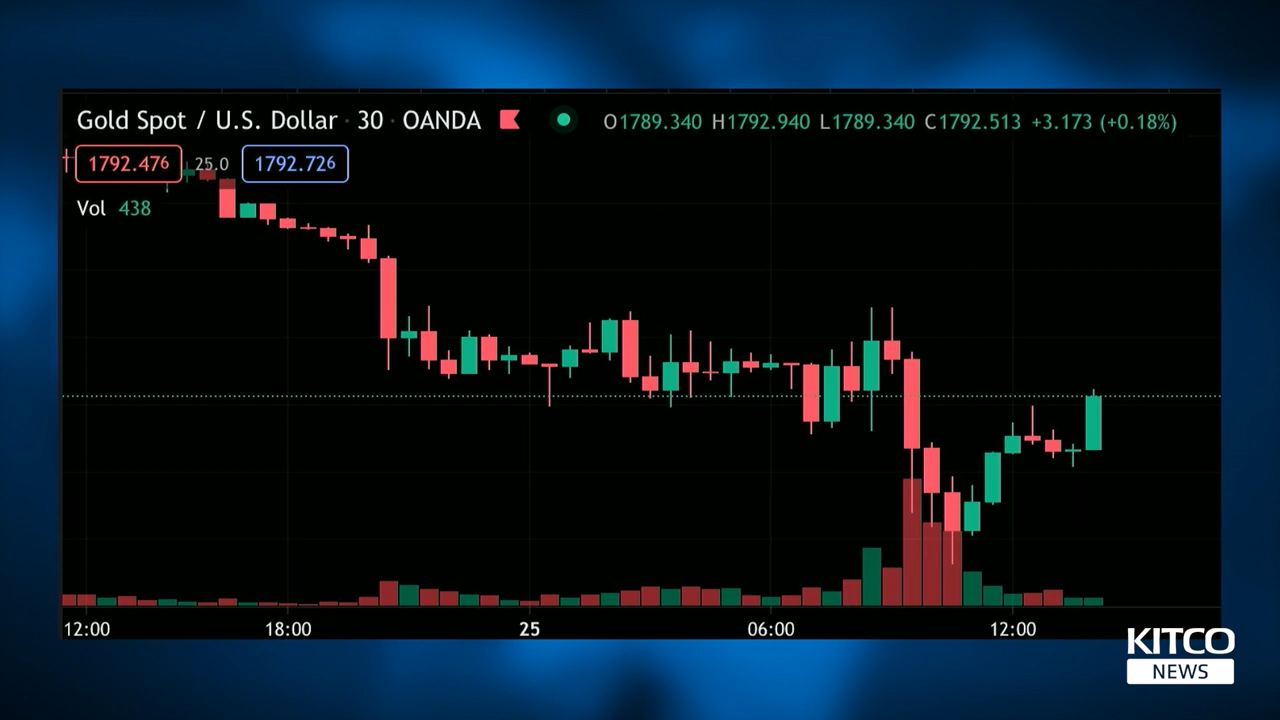 Gold Spot / U.S. Dollar · 30 · OANDA O1789.340 H1792.940 L1789.340 C1792.513 +3.173 (+0.18%)
1792.476 25.0 1792.726
Vol 438
12:00 18:00 25 06:00 12:00
KITCO
NEWS